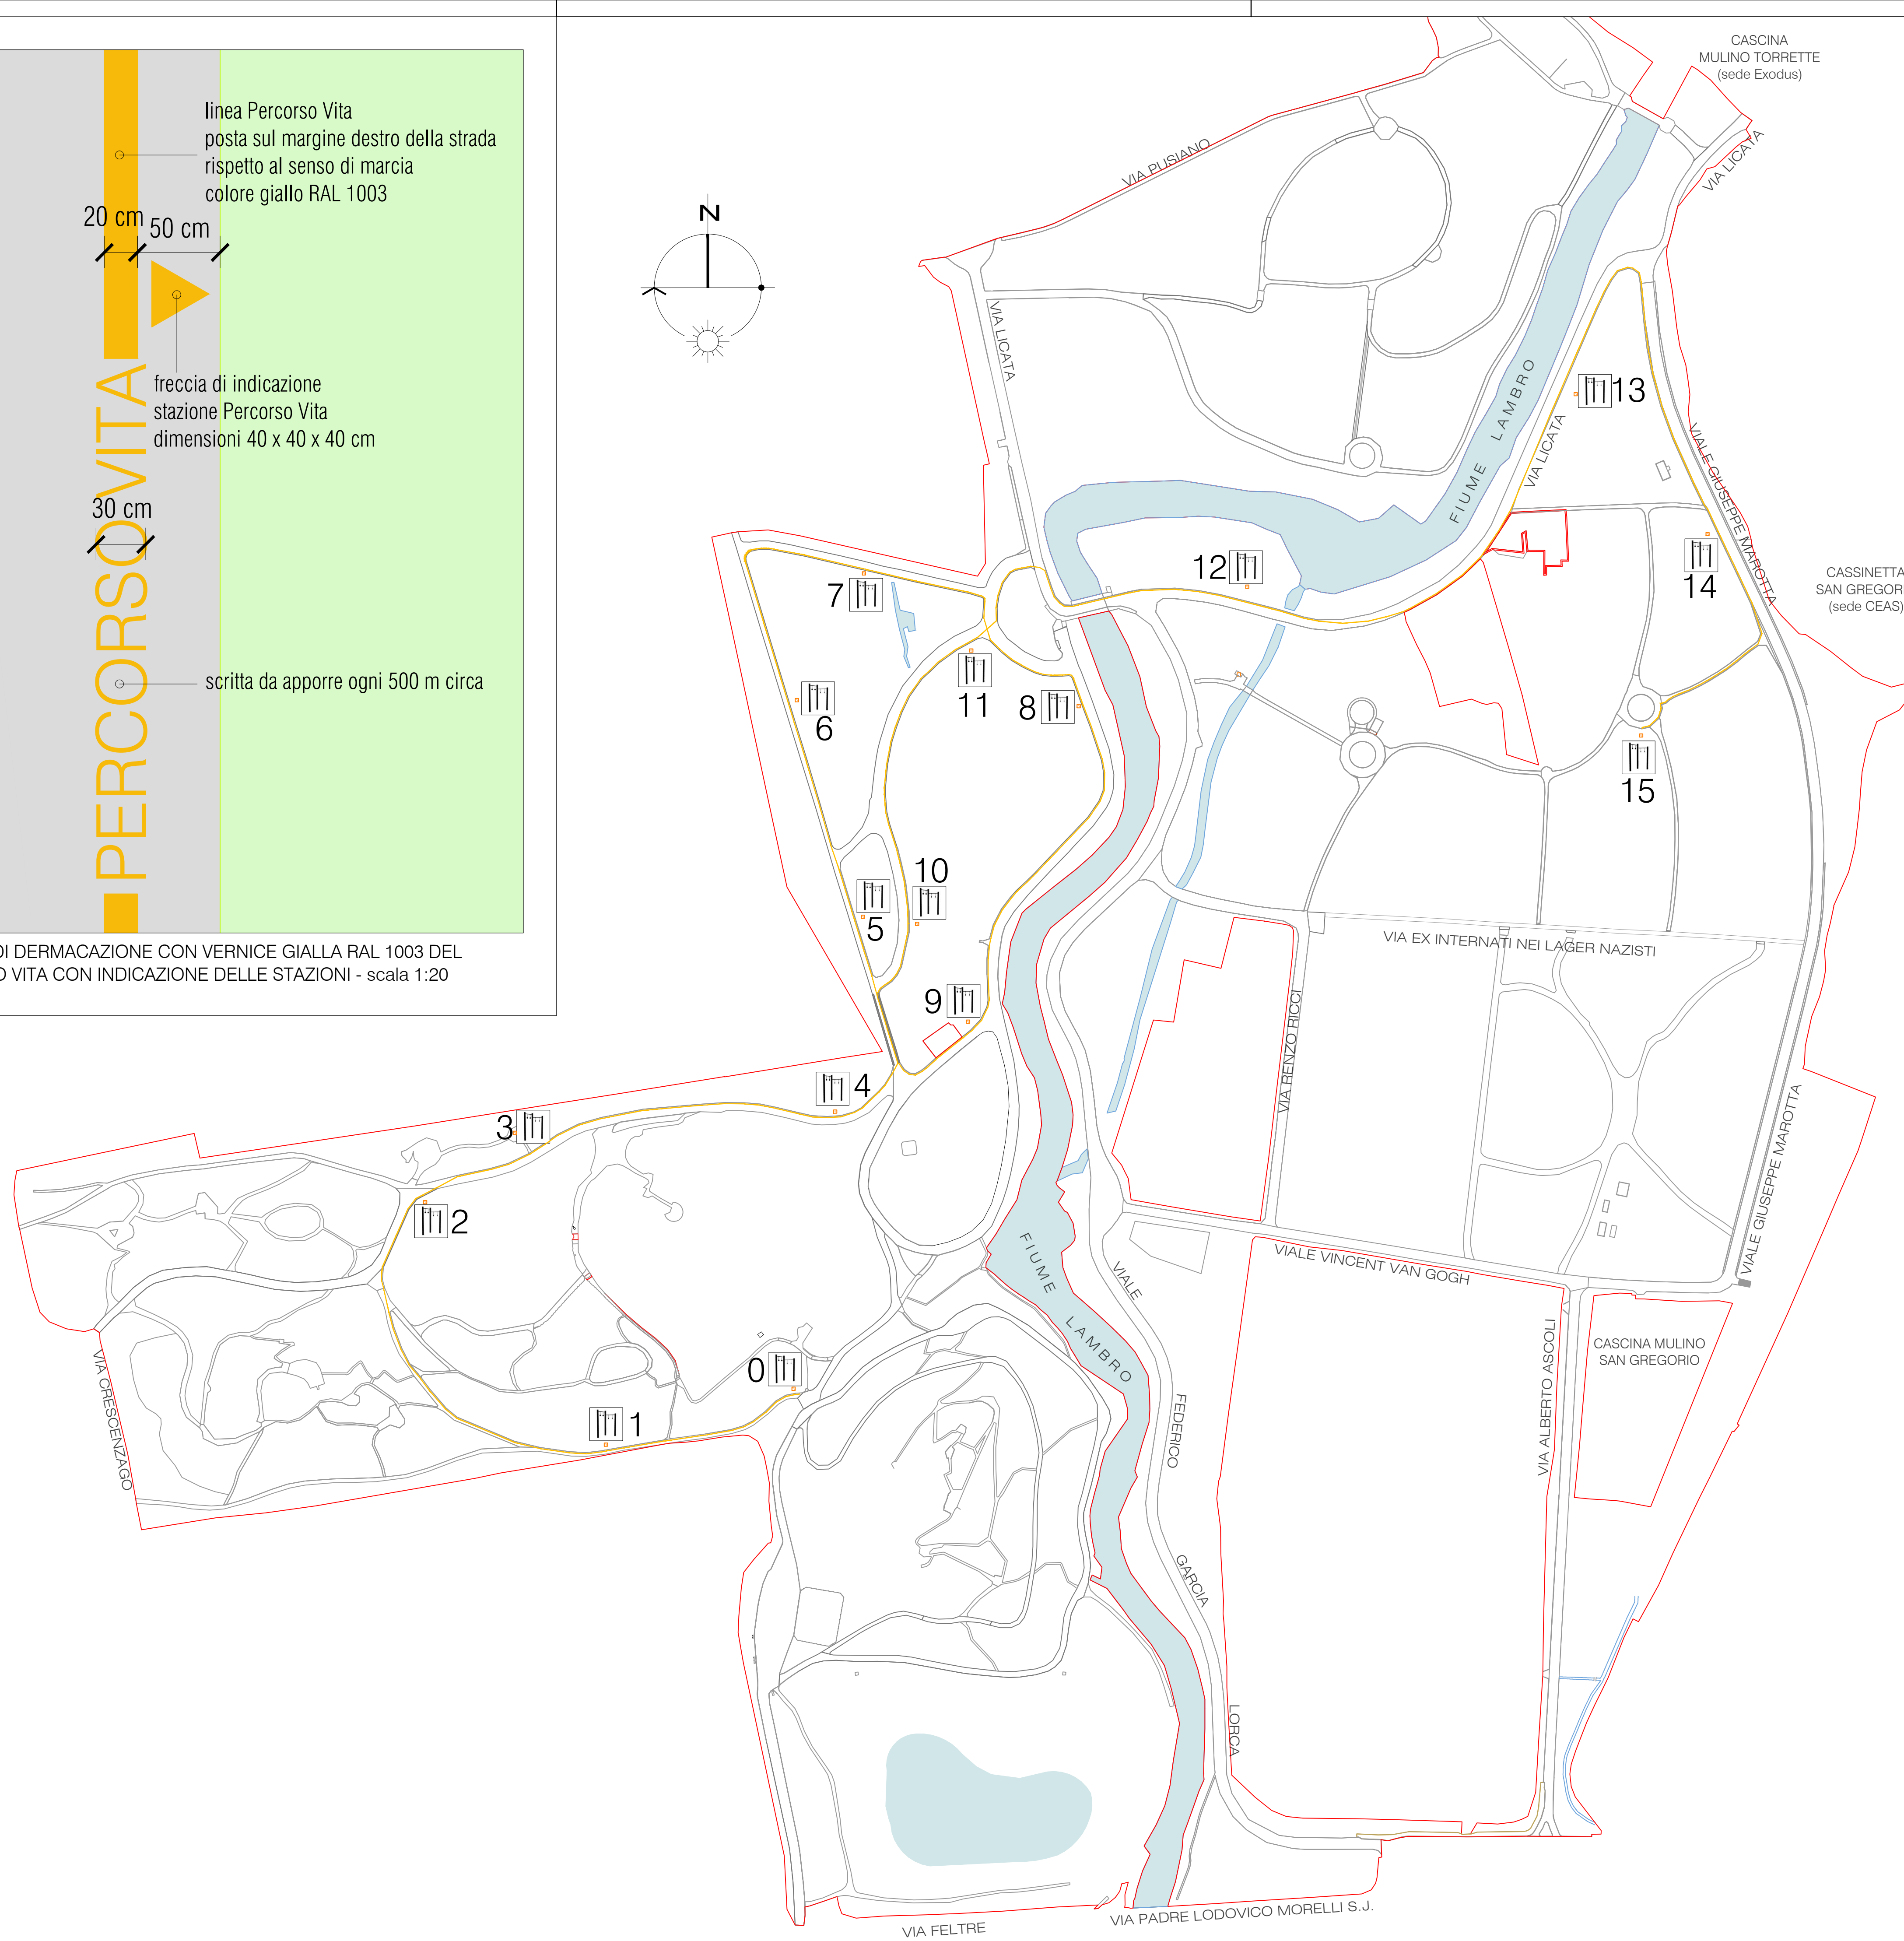 linea Percorso Vita
posta sul margine destro della strada
rispetto al senso di marcia
colore giallo RAL 1003
20 cm
50 cm
freccia di indicazione
stazione Percorso Vita
dimensioni 40 x 40 x 40 cm
30 cm
PERCORSO VITA
scritta da apporre ogni 500 m circa
DI DERMACAZIONE CON VERNICE GIALLA RAL 1003 DEL
O VITA CON INDICAZIONE DELLE STAZIONI - scala 1:20
N
CASCINA
MULINO TORRETTE
(sede Exodus)
VIA PUSIANO
VIA LICATA
VIA LICATA
FIUME LAMBRO
VIA LICATA
13
VIALE GIUSEPPE MAROTTA
12
14
CASSINETTA
SAN GREGOR
(sede CEAS)
7
11
8
6
15
10
5
VIA EX INTERNATI NEI LAGER NAZISTI
9
VIA RENZO RICCI
4
3
2
VIALE GIUSEPPE MAROTTA
FIUME LAMBRO
VIALE VINCENT VAN GOGH
VIALE FEDERICO GARCIA LORCA
CASCINA MULINO
SAN GREGORIO
VIA ALBERTO ASCOLI
VIA CRESCENZAGO
0
1
VIA FELTRE
VIA PADRE LODOVICO MORELLI S.J.